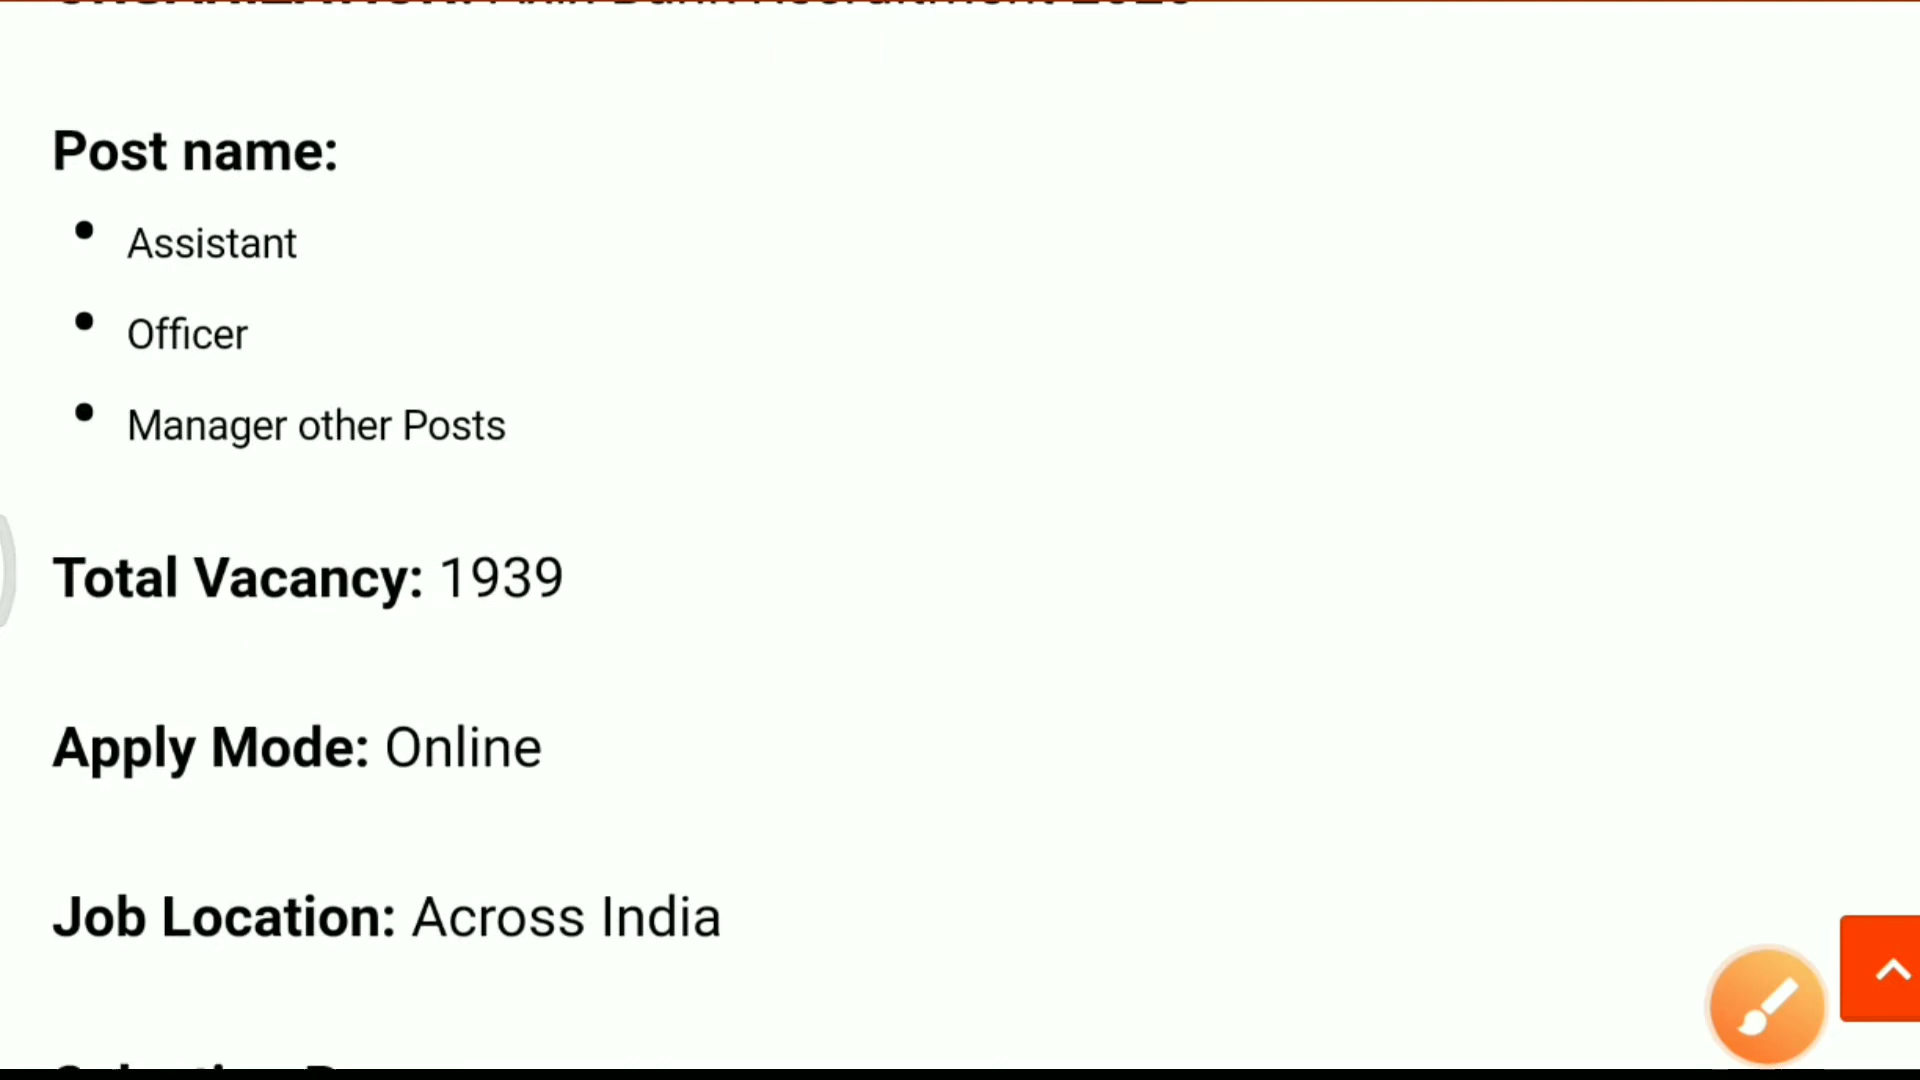 Post name:
• Assistant
• Officer
• Manager other Posts
Total Vacancy: 1939
Apply Mode: Online
Job Location: Across India